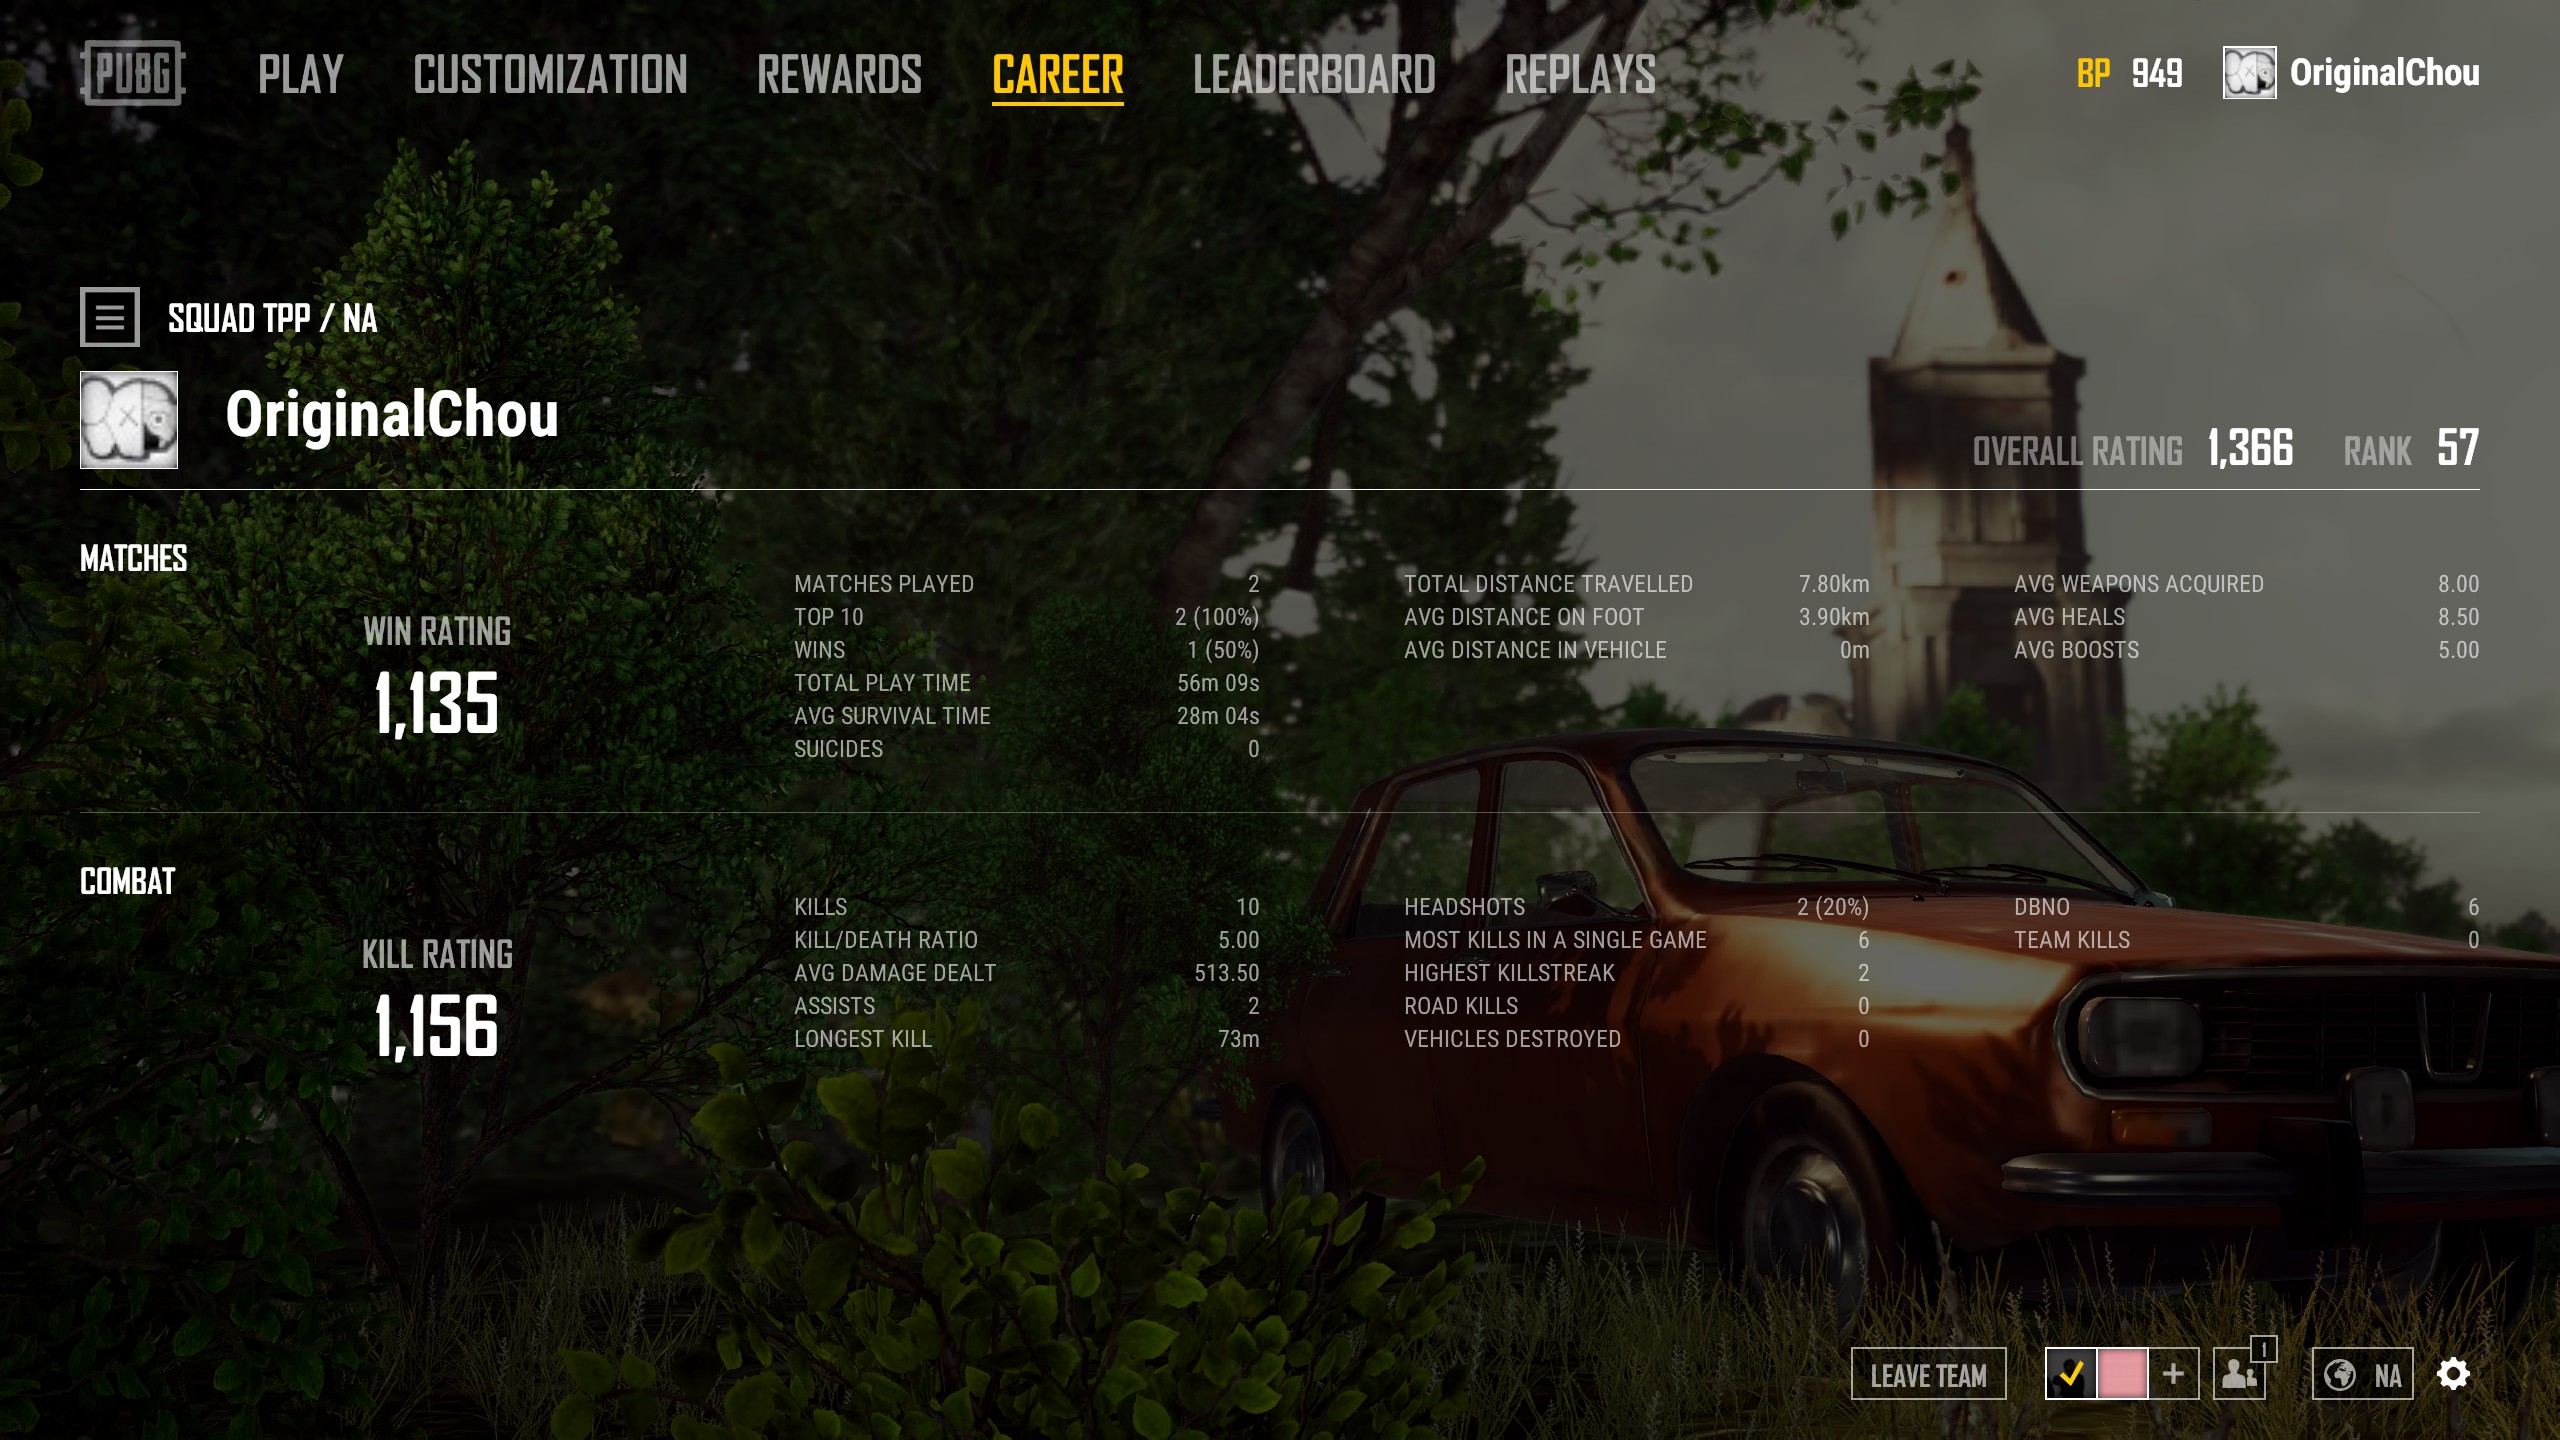 PUBG PLAY CUSTOMIZATION REWARDS CAREER LEADERBOARD REPLAYS BP 949 OriginalChou
SQUAD TPP / NA
OriginalChou
OVERALL RATING 1,366 RANK 57
MATCHES
WIN RATING
1,135
MATCHES PLAYED 2
TOP 10 2 (100%)
WINS 1 (50%)
TOTAL PLAY TIME 56m 09s
AVG SURVIVAL TIME 28m 04s
SUICIDES 0
TOTAL DISTANCE TRAVELLED 7.80km
AVG DISTANCE ON FOOT 3.90km
AVG DISTANCE IN VEHICLE 0m
AVG WEAPONS ACQUIRED 8.00
AVG HEALS 8.50
AVG BOOSTS 5.00
COMBAT
KILL RATING
1,156
KILLS 10
KILL/DEATH RATIO 5.00
AVG DAMAGE DEALT 513.50
ASSISTS 2
LONGEST KILL 73m
HEADSHOTS 2 (20%)
MOST KILLS IN A SINGLE GAME 6
HIGHEST KILLSTREAK 2
ROAD KILLS 0
VEHICLES DESTROYED 0
DBNO 6
TEAM KILLS 0
LEAVE TEAM + 1 NA